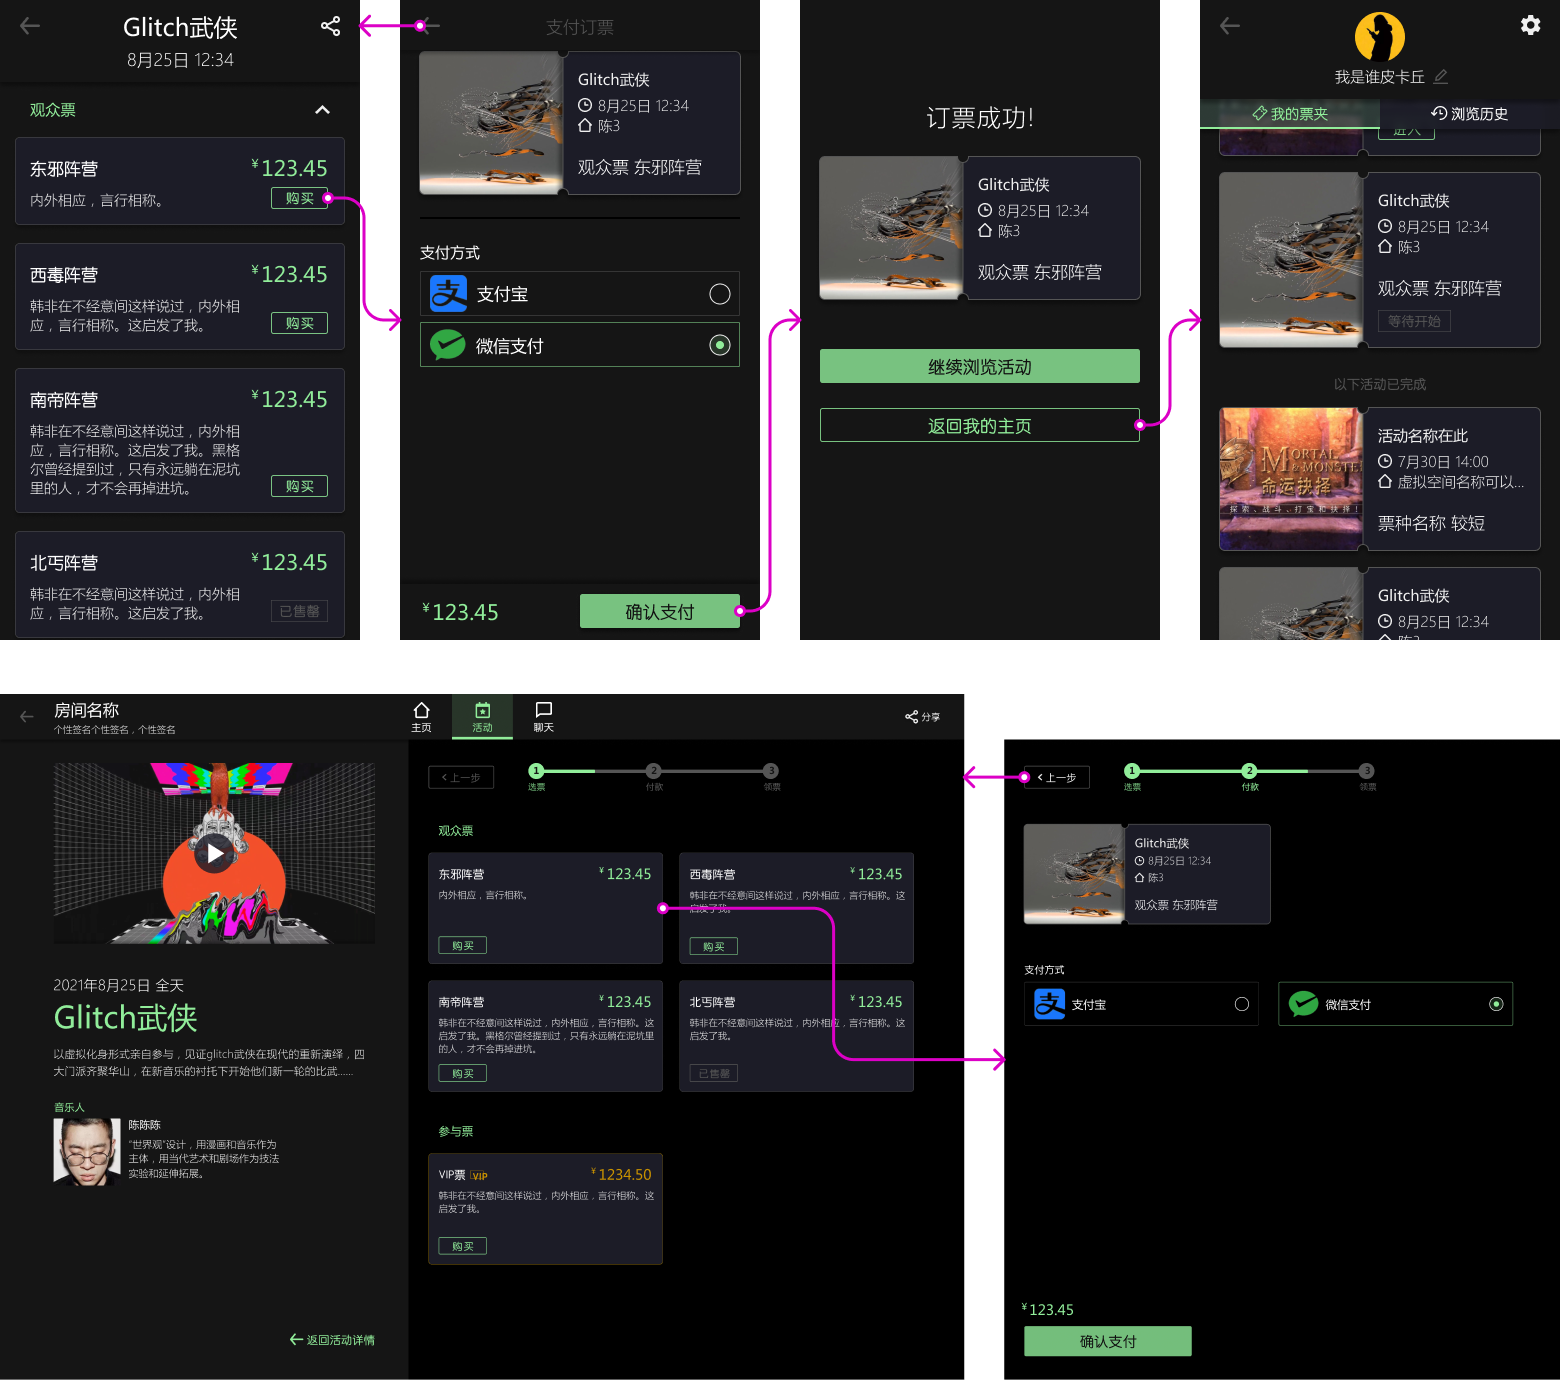 Glitch武侠
8月25日 12:34
观众票
东邪阵营
¥123.45
内外相应，言行相称。
购买
西毒阵营
¥123.45
韩非在不经意间这样说过，内外相
应，言行相称。这启发了我。
购买
南帝阵营
¥123.45
韩非在不经意间这样说过，内外相
应，言行相称。这启发了我。黑格
尔曾经提到过，只有永远躺在泥坑
里的人，才不会再掉进坑。
购买
北丐阵营
¥123.45
韩非在不经意间这样说过，内外相
应，言行相称。这启发了我。
已售罄
支付订票
Glitch武侠
8月25日 12:34
陈3
观众票 东邪阵营
支付方式
支付宝
微信支付
¥123.45
确认支付
订票成功!
Glitch武侠
8月25日 12:34
陈3
观众票 东邪阵营
继续浏览活动
返回我的主页
我是谁皮卡丘
我的票夹
浏览历史
进入
Glitch武侠
8月25日 12:34
陈3
观众票 东邪阵营
等待开始
以下活动已完成
MORTAL
& MONSTE
命运抉择
探索、战斗、打宝和抉择！
活动名称在此
7月30日 14:00
虚拟空间名称可以...
票种名称 较短
Glitch武侠
8月25日 12:34
陈3
房间名称
个性签名个性签名，个性签名
主页
活动
聊天
分享
2021年8月25日 全天
Glitch武侠
以虚拟化身形式亲自参与，见证glitch武侠在现代的重新演绎，四
大门派齐聚华山，在新音乐的衬托下开始他们新一轮的比武......
音乐人
陈陈陈
“世界观”设计，用漫画和音乐作为
主体，用当代艺术和剧场作为技法
实验和延伸拓展。
返回活动详情
上一步
1
2
3
选票
付款
领票
观众票
东邪阵营
¥123.45
内外相应，言行相称。
购买
西毒阵营
¥123.45
韩非在不经意间这样说过，内外相应，言行相称。这
启发了我。
购买
南帝阵营
¥123.45
韩非在不经意间这样说过，内外相应，言行相称。这
启发了我。黑格尔曾经提到过，只有永远躺在泥坑里
的人，才不会再掉进坑。
购买
北丐阵营
¥123.45
韩非在不经意间这样说过，内外相应，言行相称。这
启发了我。
已售罄
参与票
VIP票 VIP
¥1234.50
韩非在不经意间这样说过，内外相应，言行相称。这
启发了我。
购买
上一步
1
2
3
选票
付款
领票
Glitch武侠
8月25日 12:34
陈3
观众票 东邪阵营
支付方式
支付宝
微信支付
¥123.45
确认支付